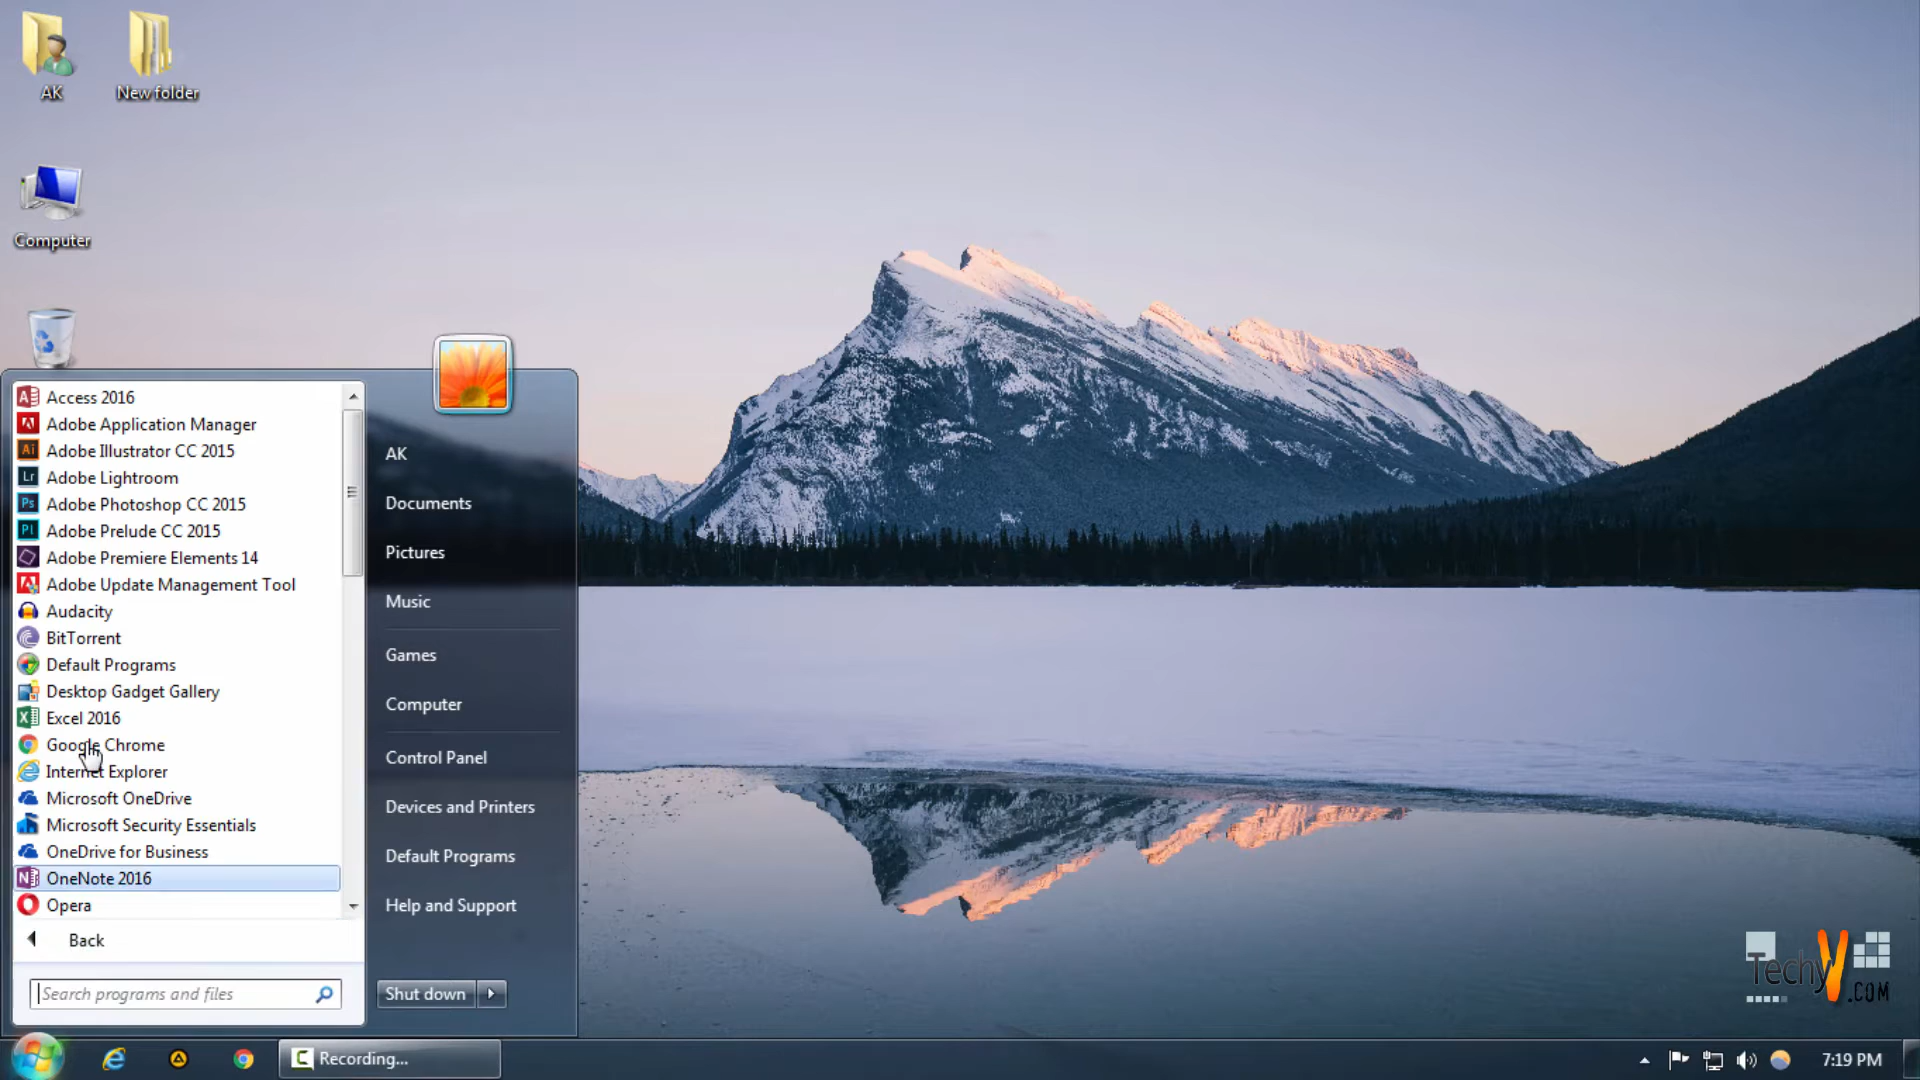 AK
New folder
Computer
Access 2016
Adobe Application Manager
Adobe Illustrator CC 2015
Adobe Lightroom
Adobe Photoshop CC 2015
Adobe Prelude CC 2015
Adobe Premiere Elements 14
Adobe Update Management Tool
Audacity
BitTorrent
Default Programs
Desktop Gadget Gallery
Excel 2016
Google Chrome
Internet Explorer
Microsoft OneDrive
Microsoft Security Essentials
OneDrive for Business
OneNote 2016
Opera
Back
Search programs and files
AK
Documents
Pictures
Music
Games
Computer
Control Panel
Devices and Printers
Default Programs
Help and Support
Shut down
TechyV
.COM
Recording...
7:19 PM